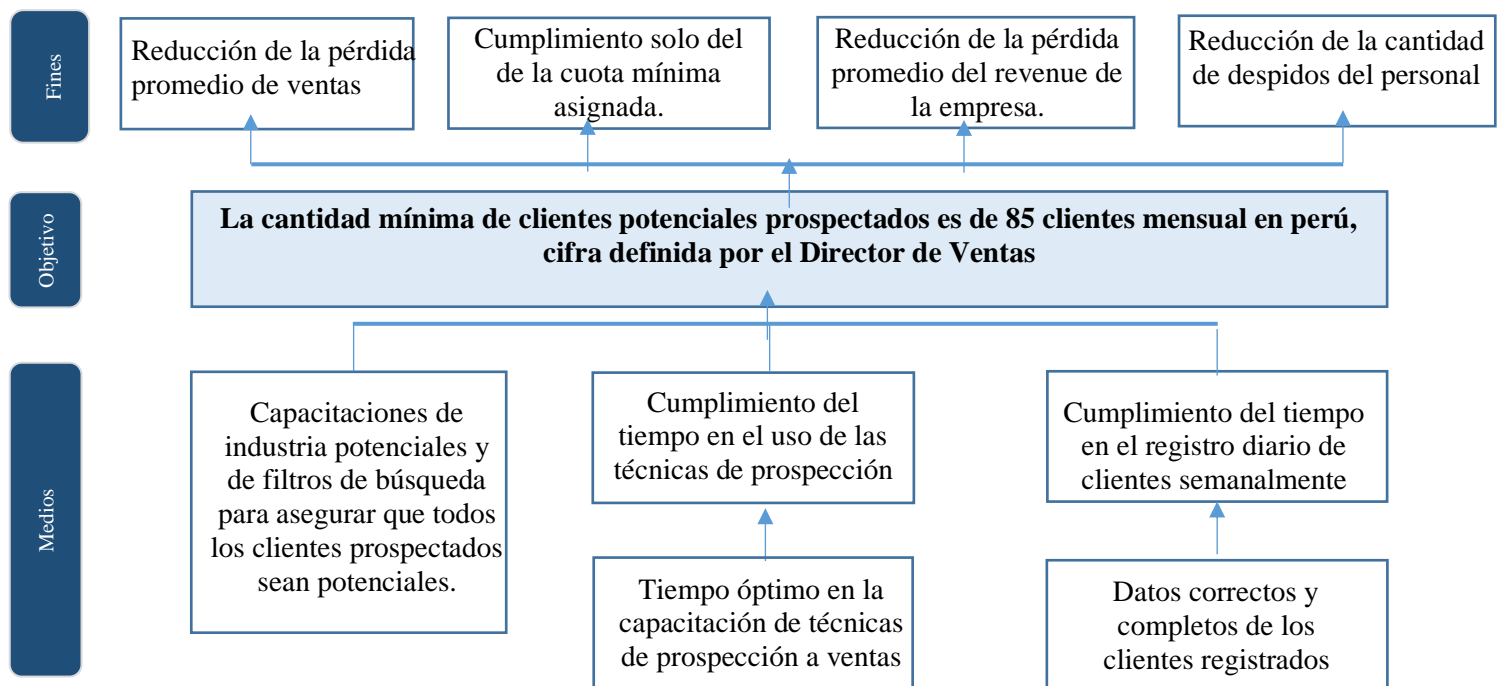 Fines
Reducción de la pérdida
promedio de ventas
Cumplimiento solo del
de la cuota mínima
asignada.
Reducción de la pérdida
promedio del revenue de
la empresa.
Reducción de la cantidad
de despidos del personal
Objetivo
La cantidad mínima de clientes potenciales prospectados es de 85 clientes mensual en perú,
cifra definida por el Director de Ventas
Medios
Capacitaciones de
industria potenciales y
de filtros de búsqueda
para asegurar que todos
los clientes prospectados
sean potenciales.
Cumplimiento del
tiempo en el uso de las
técnicas de prospección
Cumplimiento del tiempo
en el registro diario de
clientes semanalmente
Tiempo óptimo en la
capacitación de técnicas
de prospección a ventas
Datos correctos y
completos de los
clientes registrados